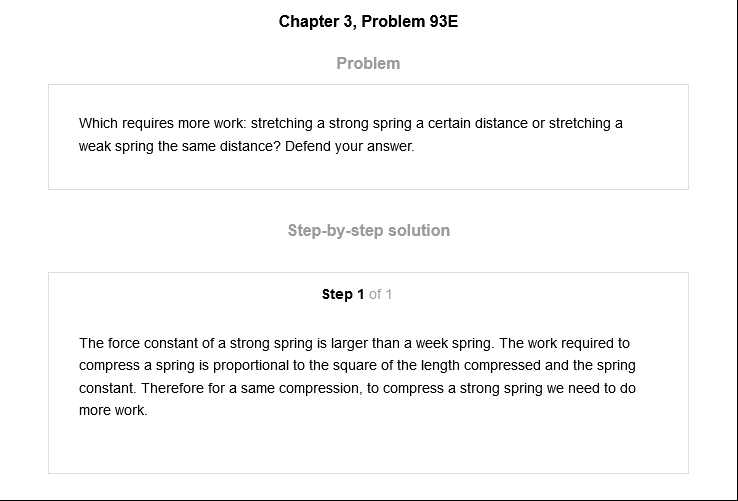 Chapter 3, Problem 93E
Problem
Which requires more work: stretching a strong spring a certain distance or stretching a
weak spring the same distance? Defend your answer.
Step-by-step solution
Step 1 of 1
The force constant of a strong spring is larger than a week spring. The work required to
compress a spring is proportional to the square of the length compressed and the spring
constant. Therefore for a same compression, to compress a strong spring we need to do
more work.